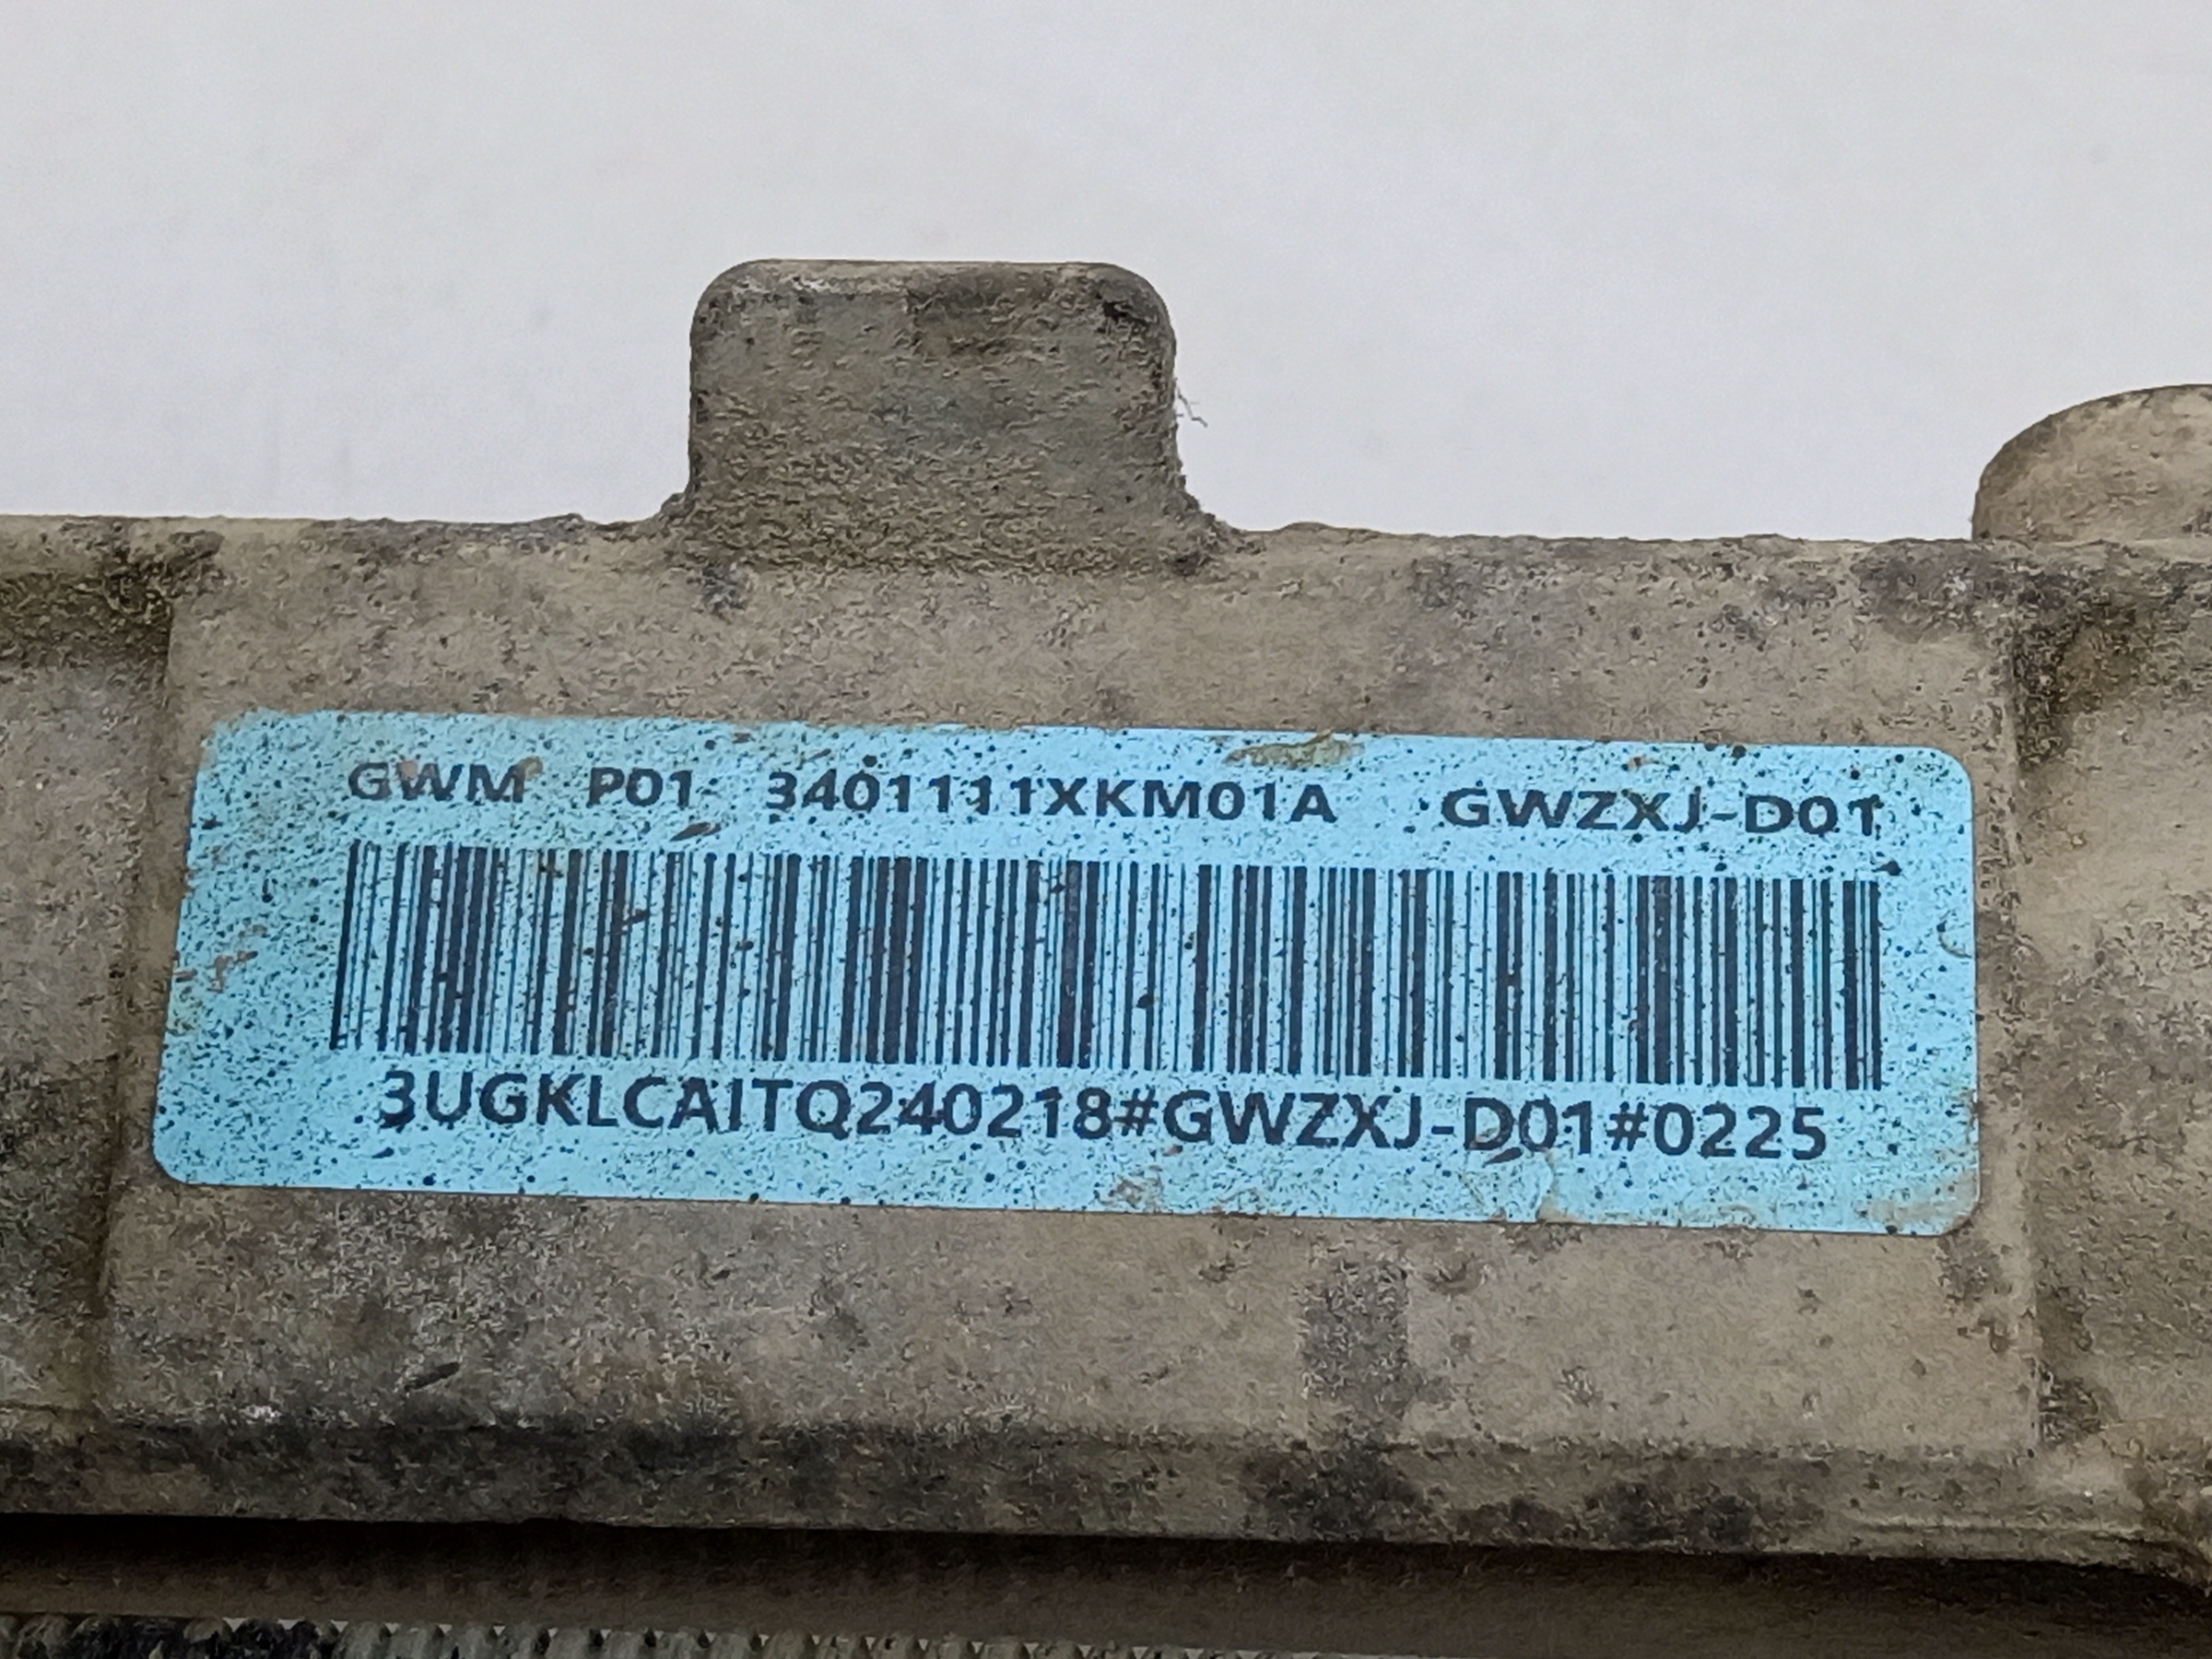 GWM P01 3401111XKM01A GWZXJ-D01
3UGKLCAITQ240218#GWZXJ-D01#0225